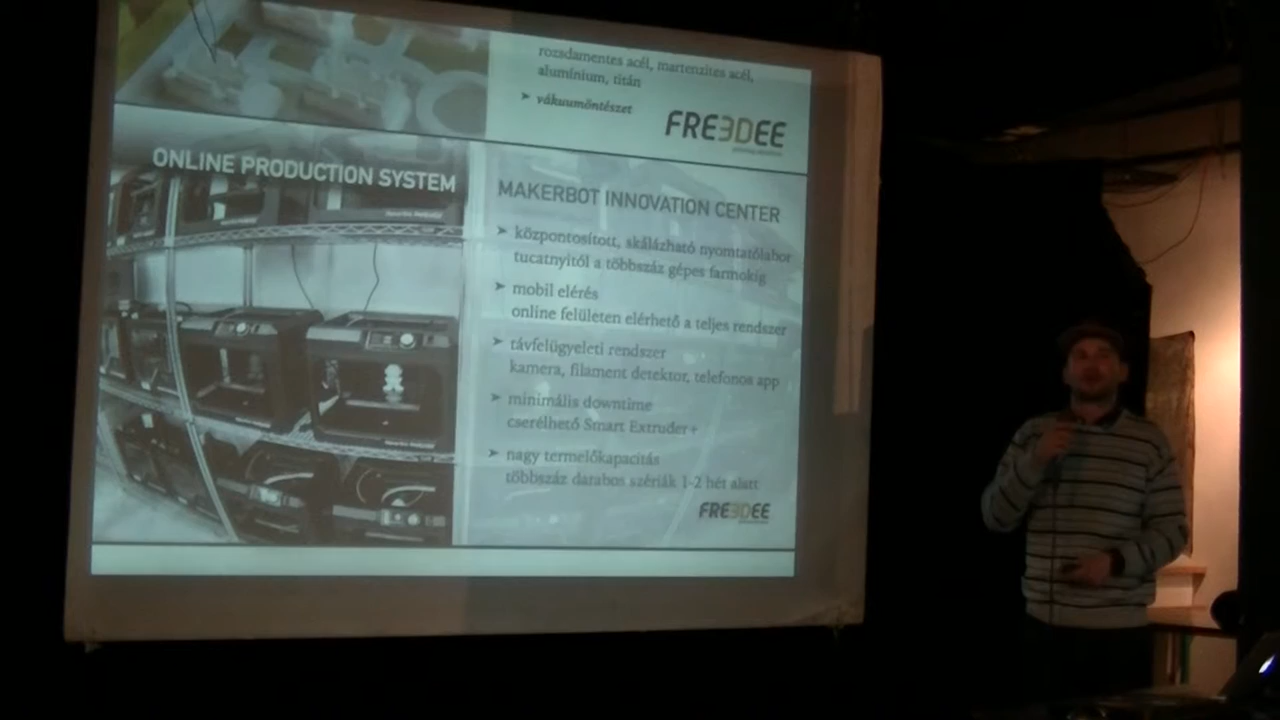 rozsdamentes acél, martenzites acél,
alumínium, titán
➤ vákuumöntészet
FREEDEE
ONLINE PRODUCTION SYSTEM
MAKERBOT INNOVATION CENTER
➤ központosított, skálázható nyomtatólabor
tucatnyitól a többszáz gépes farmokig
➤ mobil elérés
online felületen elérhető a teljes rendszer
➤ távfelügyeleti rendszer
kamera, filament detektor, telefonos app
➤ minimális downtime
cserélhető Smart Extruder+
➤ nagy termelőkapacitás
többszáz darabos szériák 1-2 hét alatt
FREEDEE